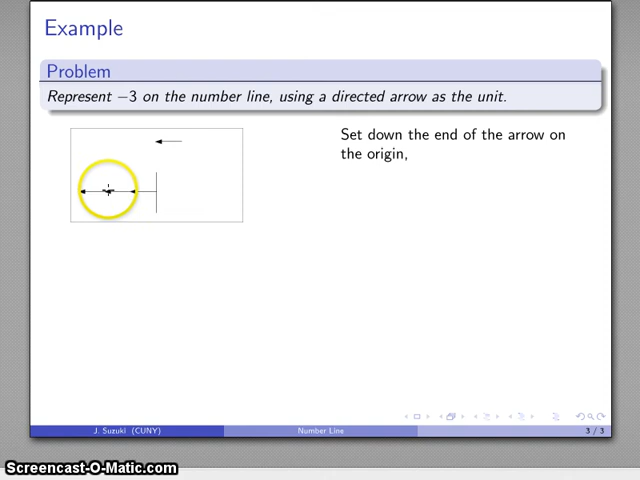 Example
Problem
Represent −3 on the number line, using a directed arrow as the unit.
Set down the end of the arrow on
the origin,
J. Suzuki (CUNY)
Number Line
3 / 3
Screencast-O-Matic.com